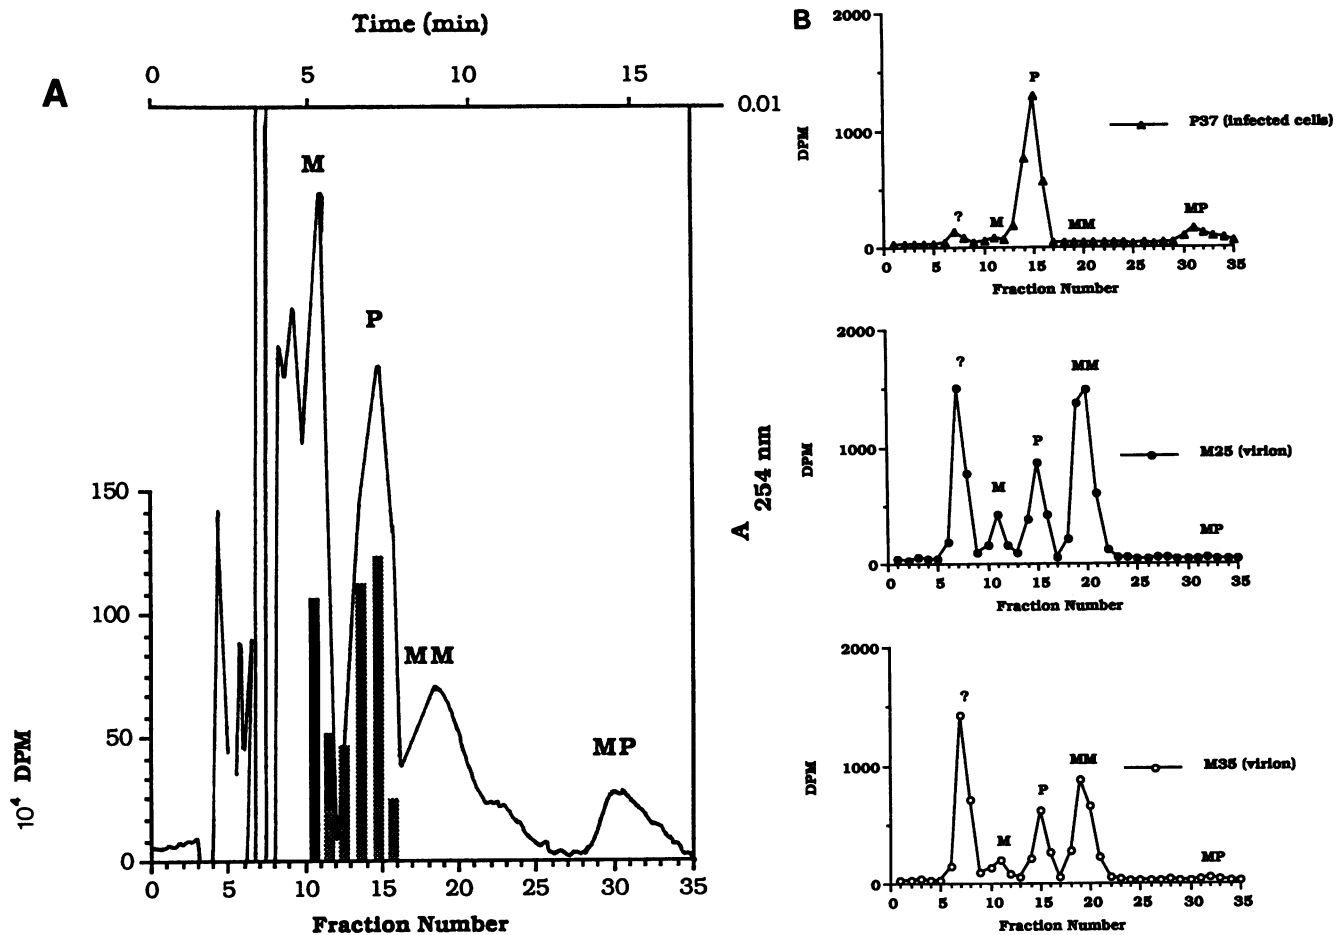 Time (min)
A
0 5 10 15
0.01
M
P
MM
MP
150
100
50
0
10⁴ DPM
A 254 nm
0 5 10 15 20 25 30 35
Fraction Number
B
2000
1000
0
DPM
P
?
M
MM
MP
P37 (infected cells)
0 5 10 15 20 25 30 35
Fraction Number
2000
1000
0
DPM
?
M
P
MM
MP
M25 (virion)
0 5 10 15 20 25 30 35
Fraction Number
2000
1000
0
DPM
?
M
P
MM
MP
M35 (virion)
0 5 10 15 20 25 30 35
Fraction Number